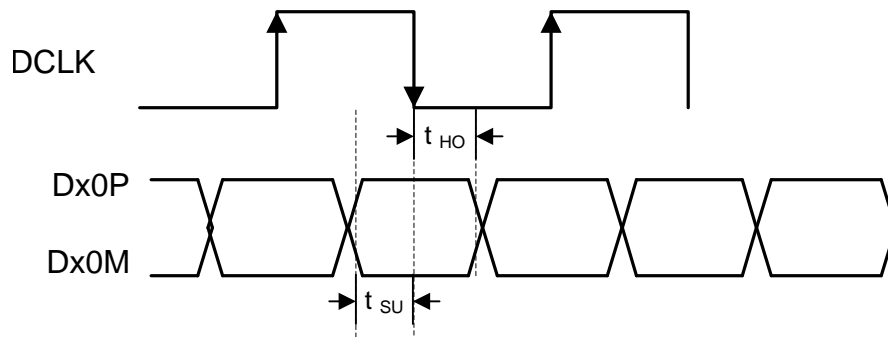 DCLK
t HO
Dx0P
Dx0M
t SU